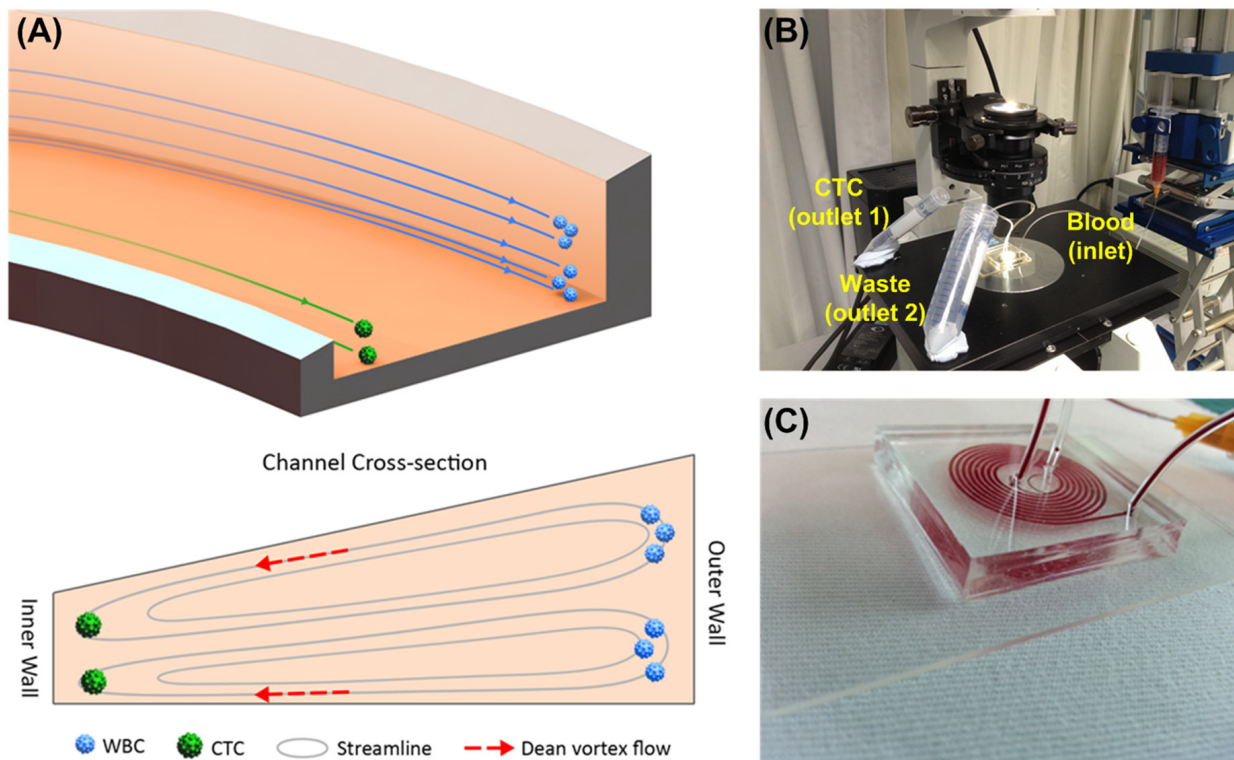 (A)
Channel Cross-section
Inner Wall
Outer Wall
WBC
CTC
Streamline
Dean vortex flow
(B)
CTC
(outlet 1)
Blood
(inlet)
Waste
(outlet 2)
(C)